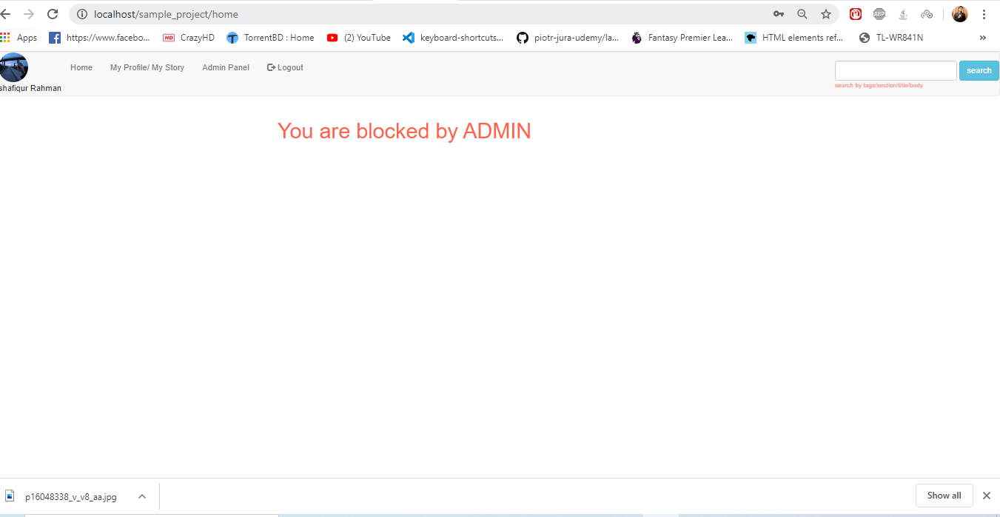 localhost/sample_project/home
ABP
Apps
https://www.facebo...
HD CrazyHD
TorrentBD : Home
(2) YouTube
keyboard-shortcuts...
piotr-jura-udemy/la...
Fantasy Premier Lea...
HTML elements ref...
TL-WR841N
»
shafiqur Rahman
Home
My Profile/ My Story
Admin Panel
Logout
search
search by tags/section/title/body
You are blocked by ADMIN
p16048338_v_v8_aa.jpg
Show all